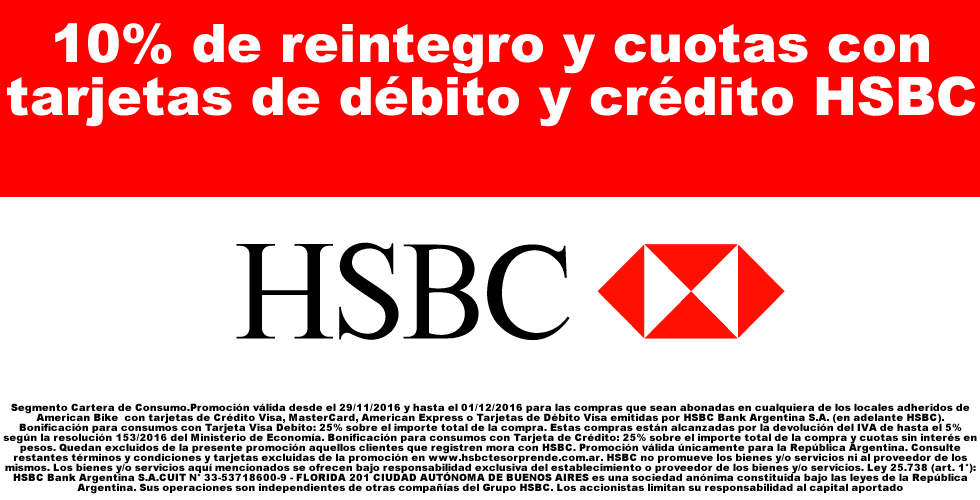 10% de reintegro y cuotas con
tarjetas de débito y crédito HSBC
HSBC
Segmento Cartera de Consumo.Promoción válida desde el 29/11/2016 y hasta el 01/12/2016 para las compras que sean abonadas en cualquiera de los locales adheridos de
American Bike con tarjetas de Crédito Visa, MasterCard, American Express o Tarjetas de Débito Visa emitidas por HSBC Bank Argentina S.A. (en adelante HSBC).
Bonificación para consumos con Tarjeta Visa Debito: 25% sobre el importe total de la compra. Estas compras están alcanzadas por la devolución del IVA de hasta el 5%
según la resolución 153/2016 del Ministerio de Economía. Bonificación para consumos con Tarjeta de Crédito: 25% sobre el importe total de la compra y cuotas sin interés en
pesos. Quedan excluidos de la presente promoción aquellos clientes que registren mora con HSBC. Promoción válida únicamente para la República Argentina. Consulte
restantes términos y condiciones y tarjetas excluidas de la promoción en www.hsbctesorprende.com.ar. HSBC no promueve los bienes y/o servicios ni al proveedor de los
mismos. Los bienes y/o servicios aquí mencionados se ofrecen bajo responsabilidad exclusiva del establecimiento o proveedor de los bienes y/o servicios. Ley 25.738 (art. 1°):
HSBC Bank Argentina S.A.CUIT N° 33-53718600-9 - FLORIDA 201 CIUDAD AUTÓNOMA DE BUENOS AIRES es una sociedad anónima constituida bajo las leyes de la República
Argentina. Sus operaciones son independientes de otras compañías del Grupo HSBC. Los accionistas limitan su responsabilidad al capital aportado